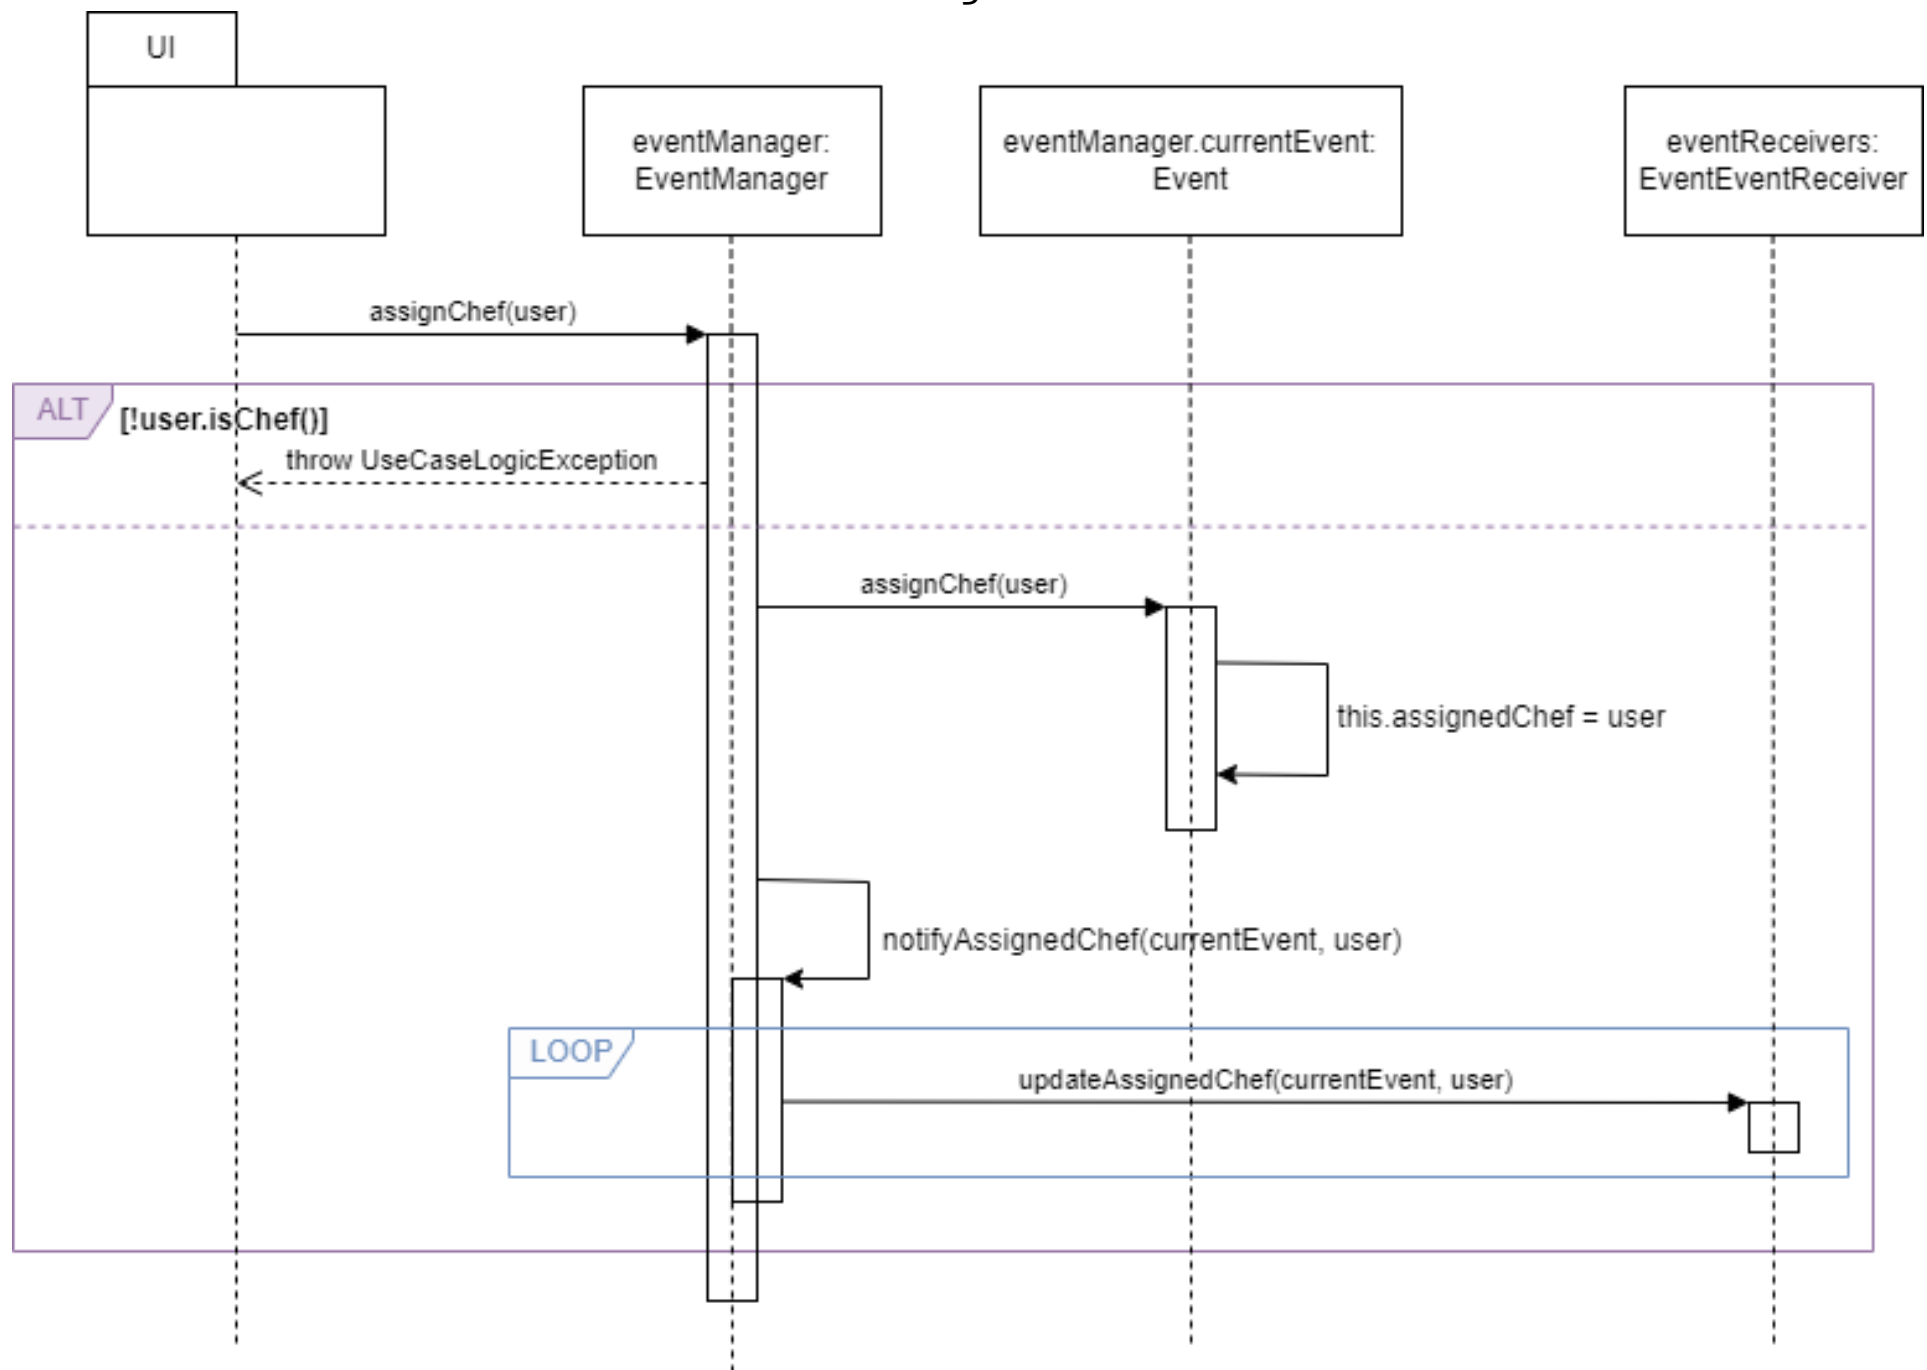 UI
eventManager:
EventManager
eventManager.currentEvent:
Event
eventReceivers:
EventEventReceiver
assignChef(user)
ALT
[!user.isChef()]
throw UseCaseLogicException
assignChef(user)
this.assignedChef = user
notifyAssignedChef(currentEvent, user)
LOOP
updateAssignedChef(currentEvent, user)